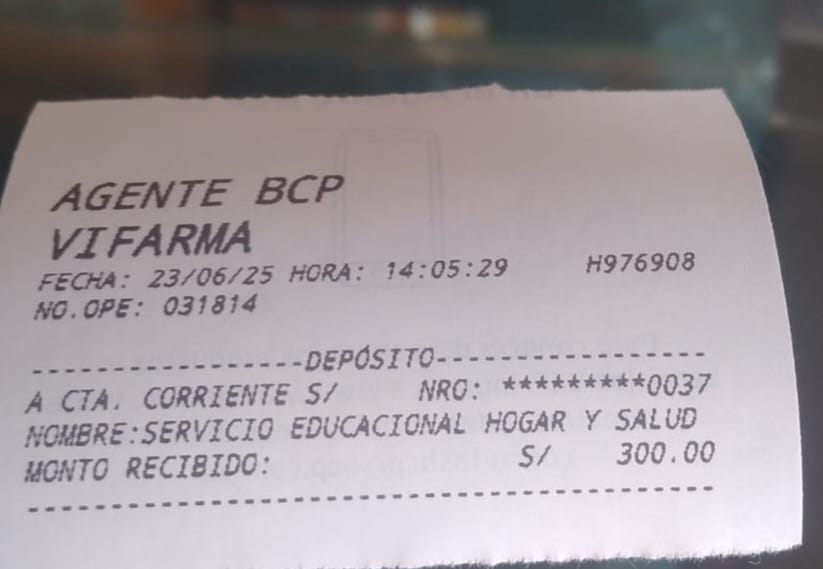 AGENTE BCP
VIFARMA
FECHA: 23/06/25 HORA: 14:05:29 H976908
NO.OPE: 031814
-----------------DEPÓSITO-----------------
A CTA. CORRIENTE S/ NRO: *********0037
NOMBRE:SERVICIO EDUCACIONAL HOGAR Y SALUD
MONTO RECIBIDO: S/ 300.00
------------------------------------------